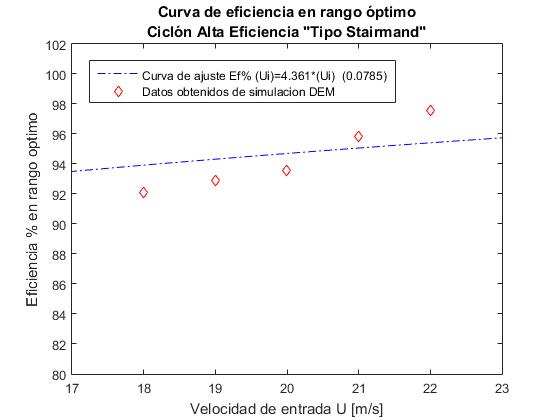 Curva de eficiencia en rango óptimo
Ciclón Alta Eficiencia "Tipo Stairmand"
102
100
98
96
94
92
90
88
86
84
82
80
Eficiencia % en rango optimo
Curva de ajuste Ef% (Ui)=4.361*(Ui) (0.0785)
Datos obtenidos de simulacion DEM
17 18 19 20 21 22 23
Velocidad de entrada U [m/s]